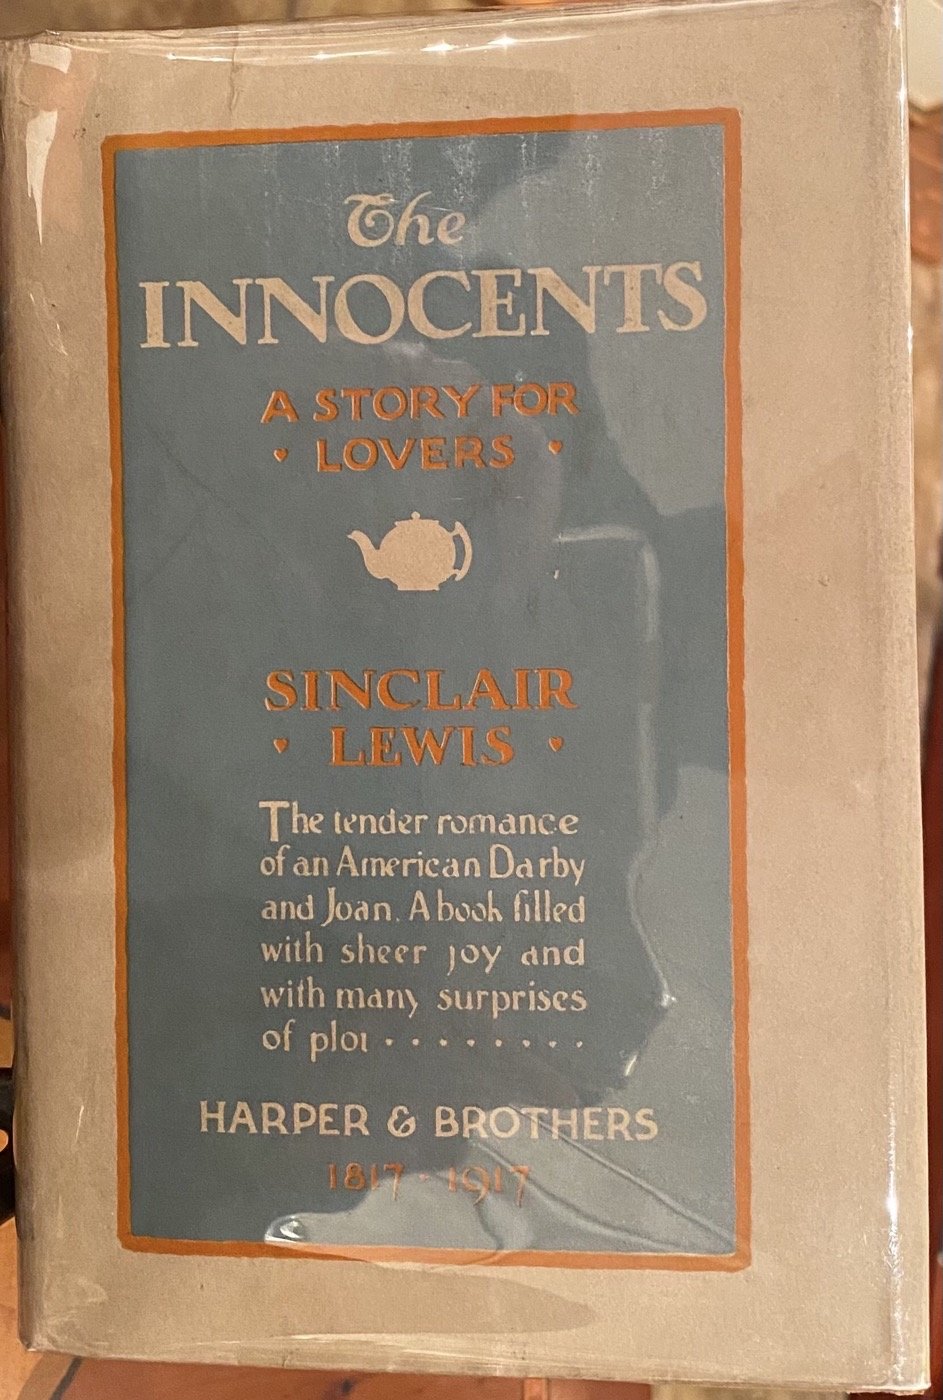 The
INNOCENTS
A STORY FOR
LOVERS
SINCLAIR
LEWIS
The tender romance
of an American Darby
and Joan. A book filled
with sheer joy and
with many surprises
of plot . . . . . . . .
HARPER & BROTHERS
1817 · 1917